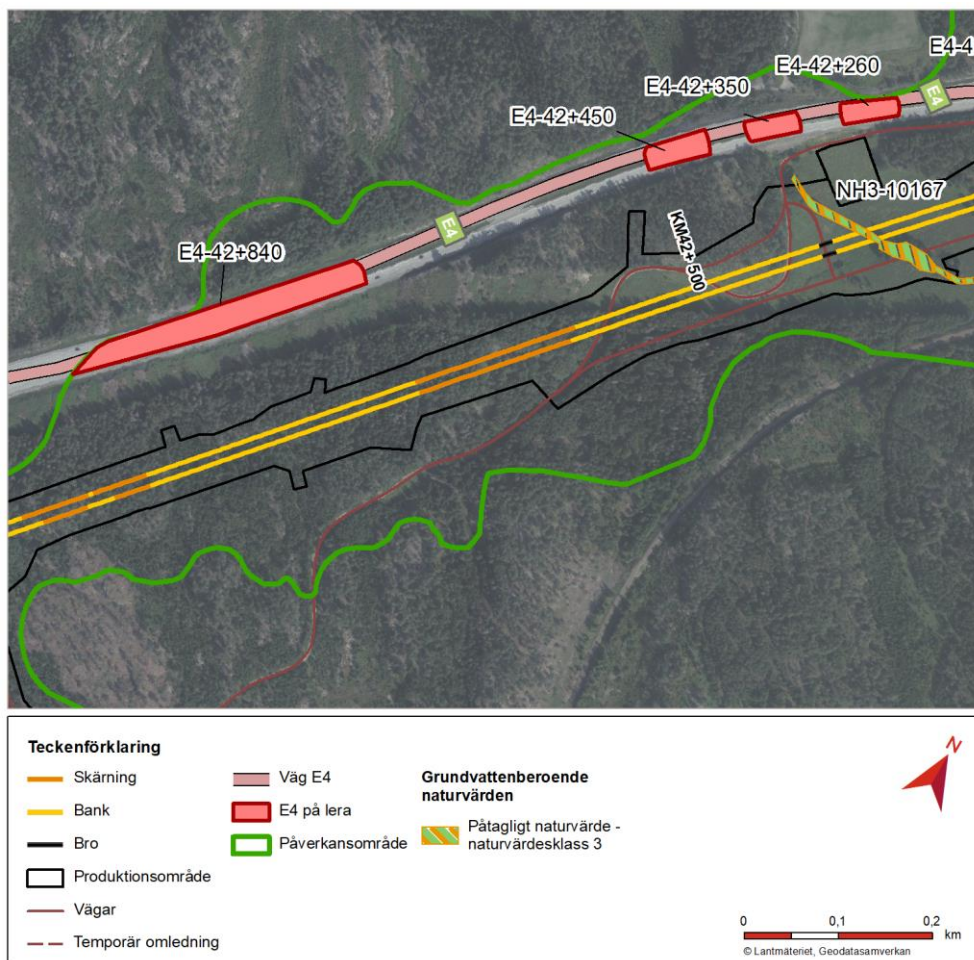 E4-4
E4-42+260
E4-42+350
E4-42+450
E4
NH3-10167
E4
KM42+500
E4-42+840
Teckenförklaring
Skärning
Bank
Bro
Produktionsområde
Vägar
Temporär omledning
Väg E4
E4 på lera
Påverkansområde
Grundvattenberoende
naturvärden
Påtagligt naturvärde -
naturvärdesklass 3
N
0 0,1 0,2
km
© Lantmäteriet, Geodatasamverkan